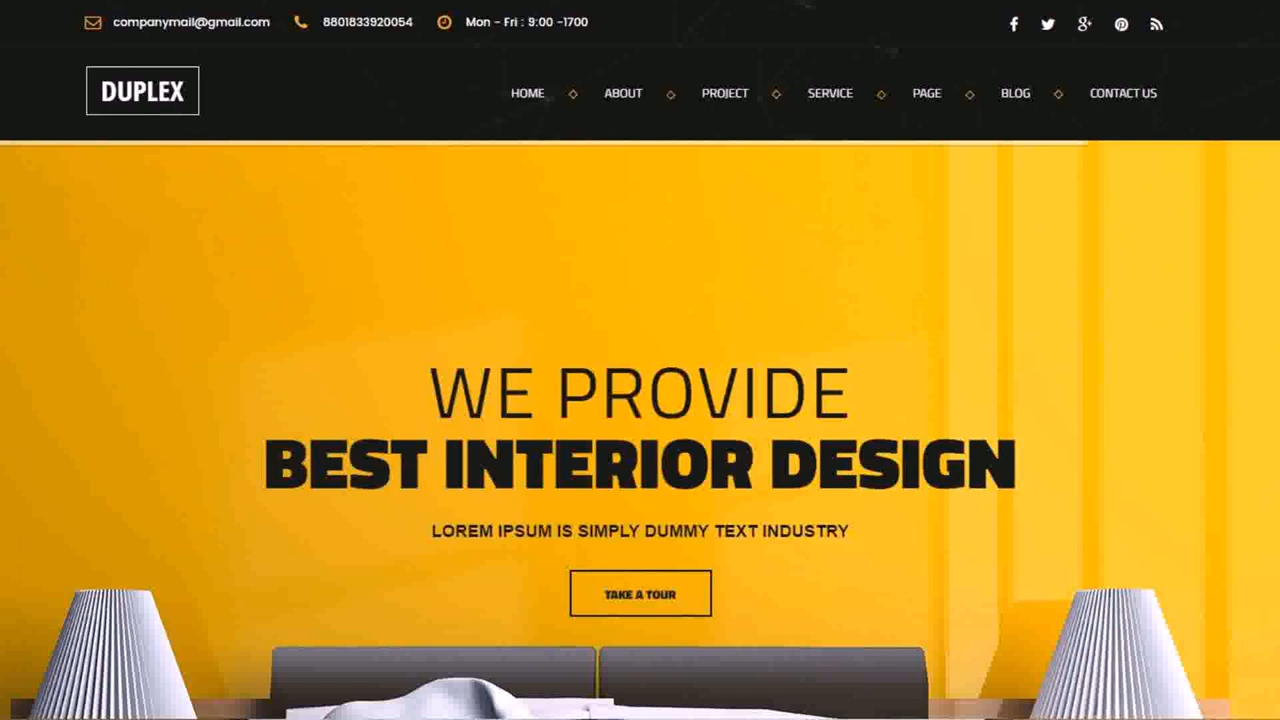 companymail@gmail.com 8801833920054 Mon - Fri : 9:00 -1700
DUPLEX
HOME ABOUT PROJECT SERVICE PAGE BLOG CONTACT US
WE PROVIDE
BEST INTERIOR DESIGN
LOREM IPSUM IS SIMPLY DUMMY TEXT INDUSTRY
TAKE A TOUR